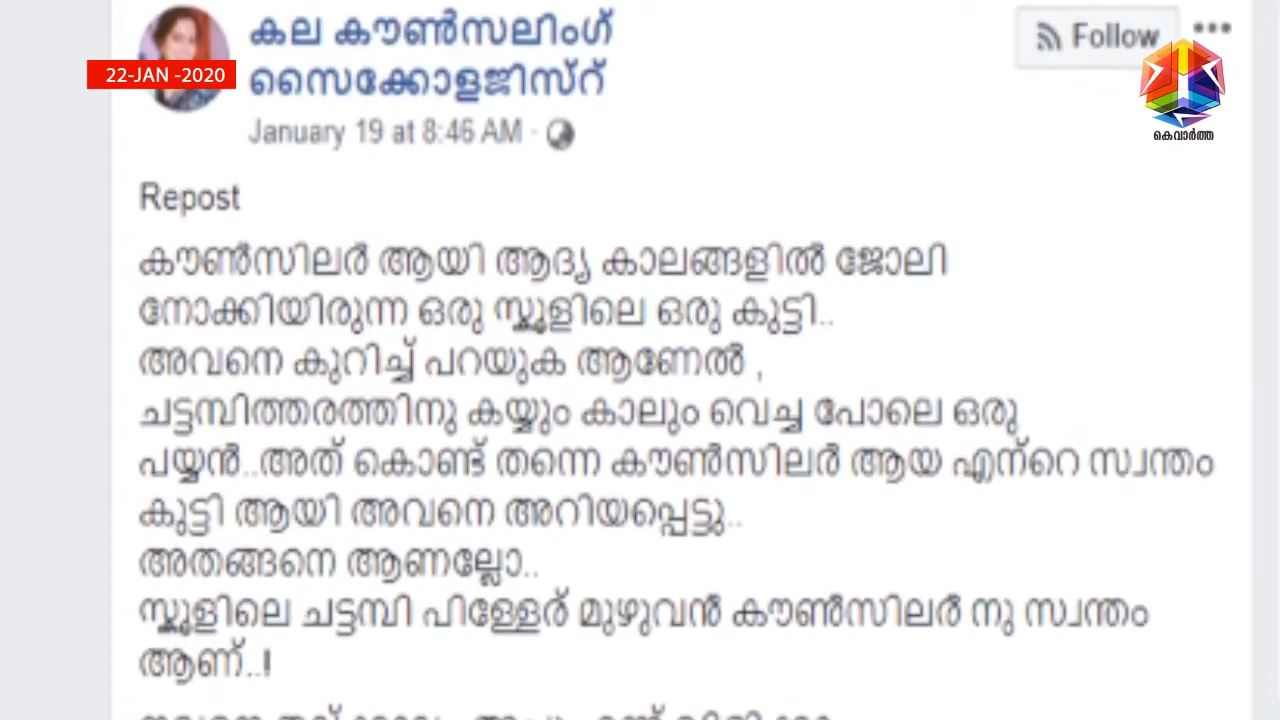 കല കൗൺസലിംഗ്
സൈക്കോളജിസ്റ്
Follow
22-JAN -2020
January 19 at 8:46 AM ·
കെവാർത്ത
Repost
കൗൺസിലർ ആയി ആദ്യ കാലങ്ങളിൽ ജോലി
നോക്കിയിരുന്ന ഒരു സ്കൂളിലെ ഒരു കുട്ടി..
അവനെ കുറിച്ച് പറയുക ആണേൽ ,
ചട്ടമ്പിത്തരത്തിനു കയ്യും കാലും വെച്ച പോലെ ഒരു
പയ്യൻ..അത് കൊണ്ട് തന്നെ കൗൺസിലർ ആയ എന്റെ സ്വന്തം
കുട്ടി ആയി അവനെ അറിയപ്പെട്ടു..
അതങ്ങനെ ആണല്ലോ..
സ്കൂളിലെ ചട്ടമ്പി പിള്ളേര് മുഴുവൻ കൗൺസിലർ നു സ്വന്തം
ആണ്..!